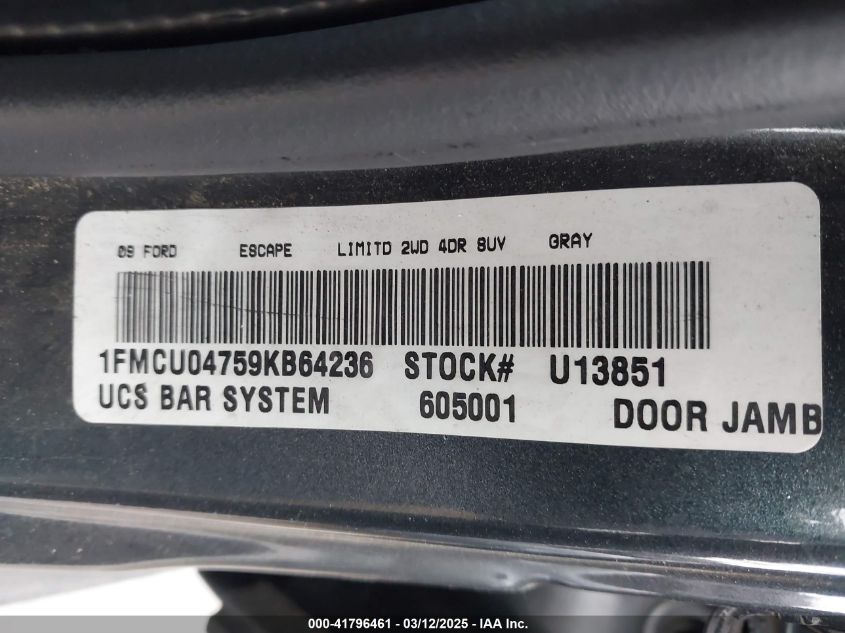 09 FORD ESCAPE LIMITD 2WD 4DR SUV GRAY
1FMCU04759KB64236 STOCK# U13851
UCS BAR SYSTEM 605001 DOOR JAMB
000-41796461 - 03/12/2025 - IAA Inc.